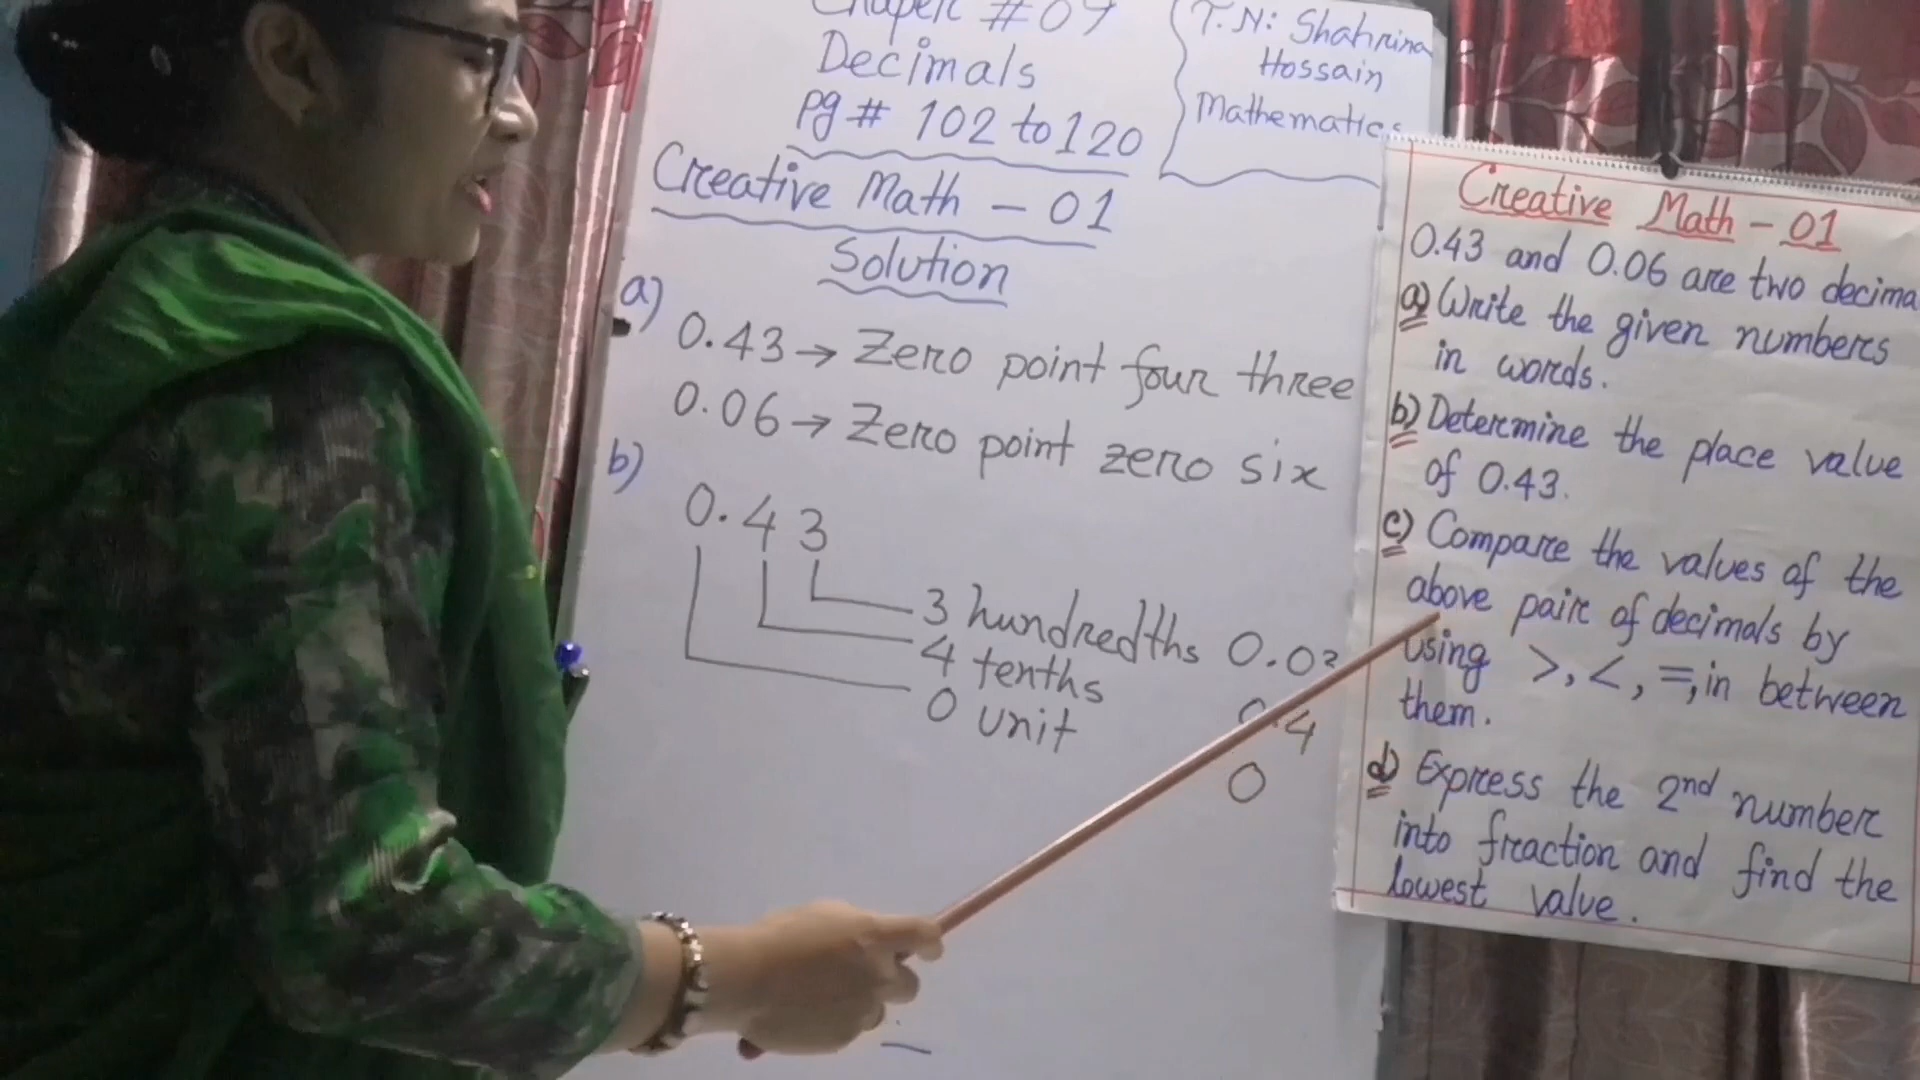 Chapter #09
Decimals
pg # 102 to 120
T.N: Shahrina
Hossain
Mathematics
Creative Math - 01
Solution
a)
0.43 → Zero point four three
0.06 → Zero point zero six
b)
0.43
3 hundredths 0.03
4 tenths 0.4
0 unit 0
Creative Math - 01
0.43 and 0.06 are two decima
a) Write the given numbers
in words.
b) Determine the place value
of 0.43.
c) Compare the values of the
above pair of decimals by
using >, <, =, in between
them.
d) Express the 2nd number
into fraction and find the
lowest value.